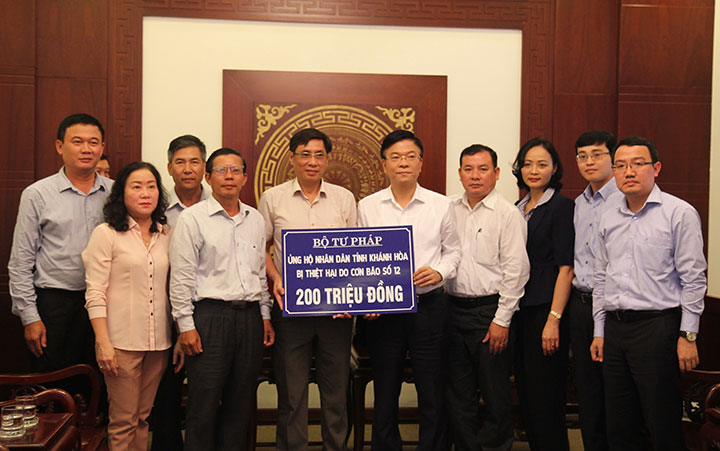 BỘ TƯ PHÁP
ỦNG HỘ NHÂN DÂN TỈNH KHÁNH HÒA
BỊ THIỆT HẠI DO CƠN BÃO SỐ 12
200 TRIỆU ĐỒNG